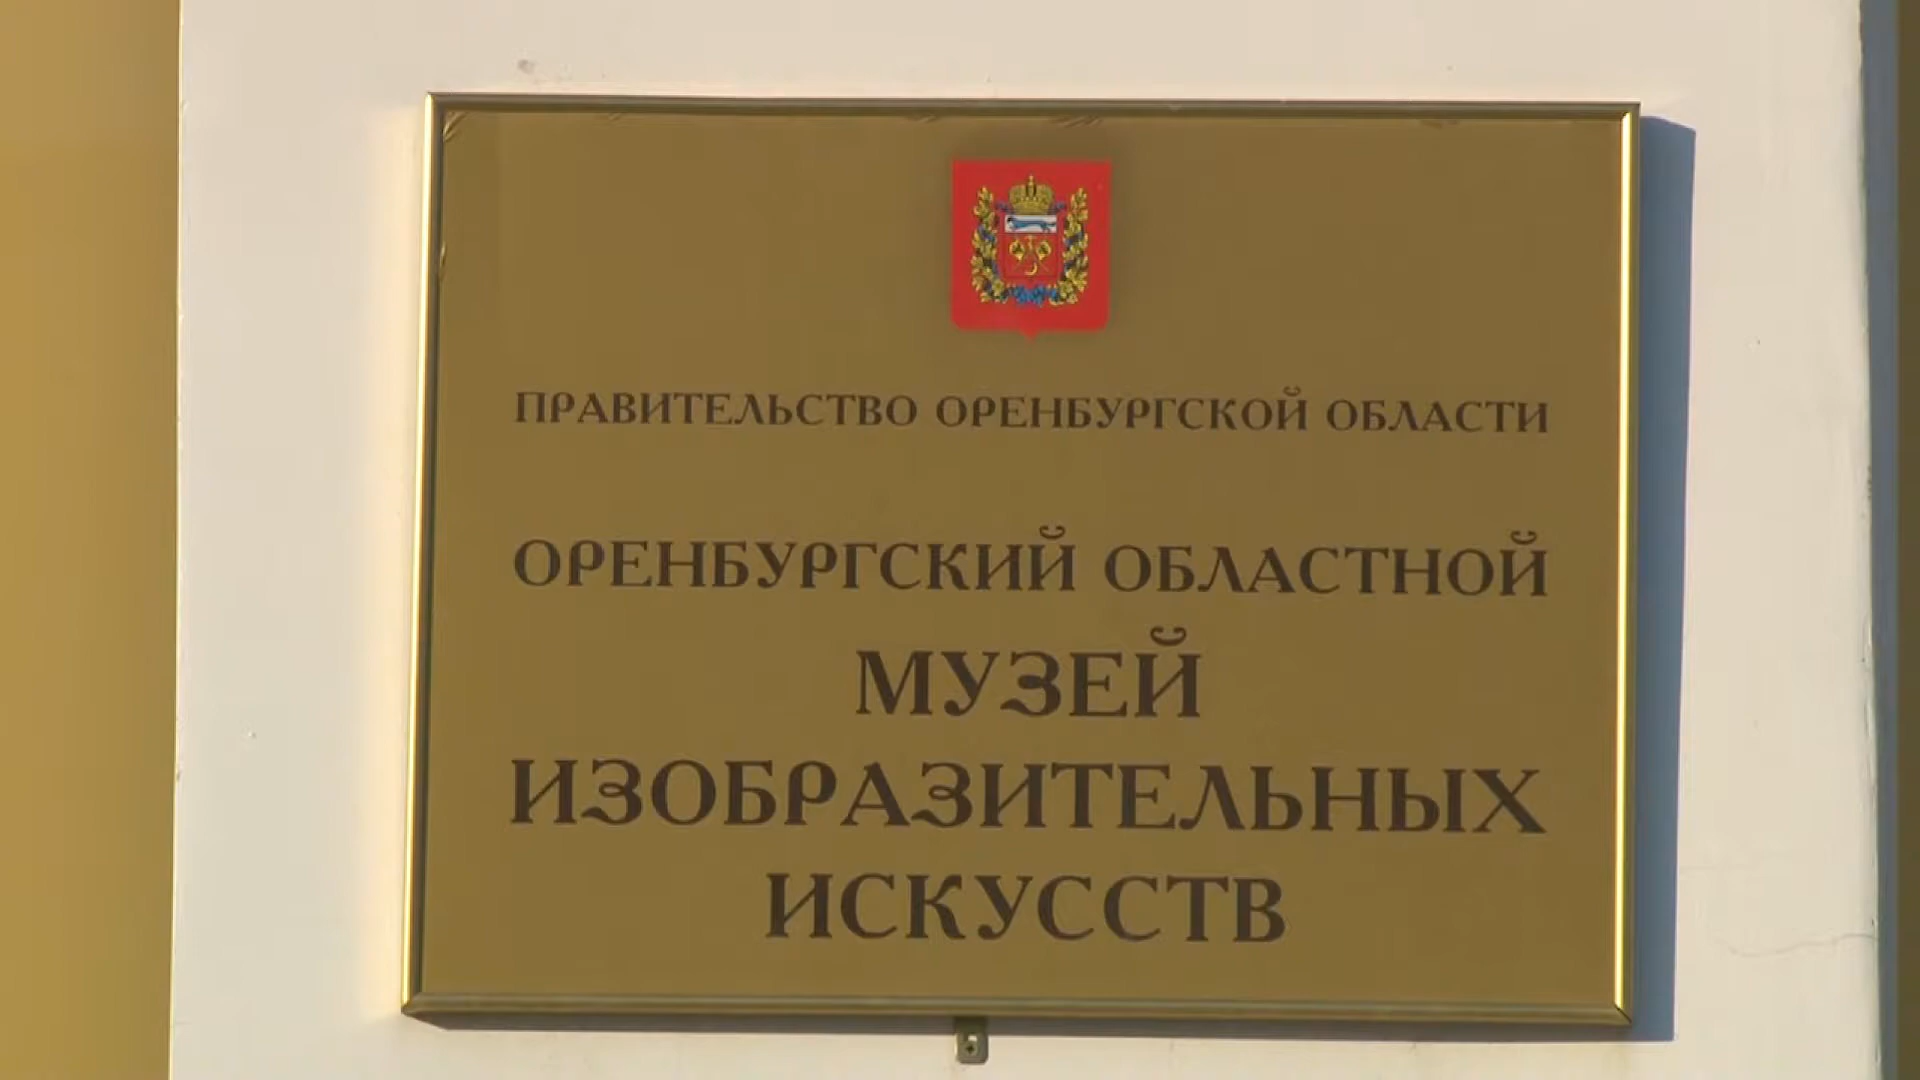 ПРАВИТЕЛЬСТВО ОРЕНБУРГСКОЙ ОБЛАСТИ
ОРЕНБУРГСКИЙ ОБЛАСТНОЙ
МУЗЕЙ
ИЗОБРАЗИТЕЛЬНЫХ
ИСКУССТВ